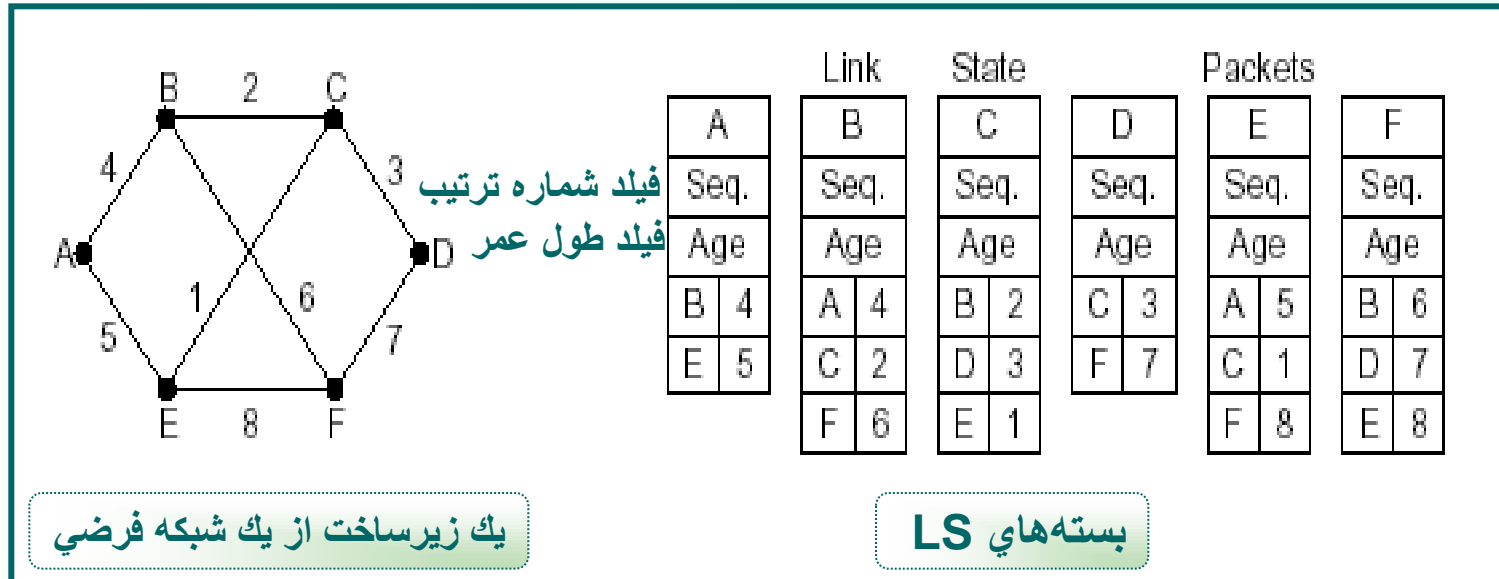 Link State Packets
B 2 C
A B C D E F
4 3 فيلد شماره ترتيب Seq. Seq. Seq. Seq. Seq. Seq.
A D فيلد طول عمر Age Age Age Age Age Age
1 6 B 4 A 4 B 2 C 3 A 5 B 6
5 7 E 5 C 2 D 3 F 7 C 1 D 7
F 6 E 1 F 8 E 8
E 8 F
يك زيرساخت از يك شبكه فرضي
بسته‌هاي LS